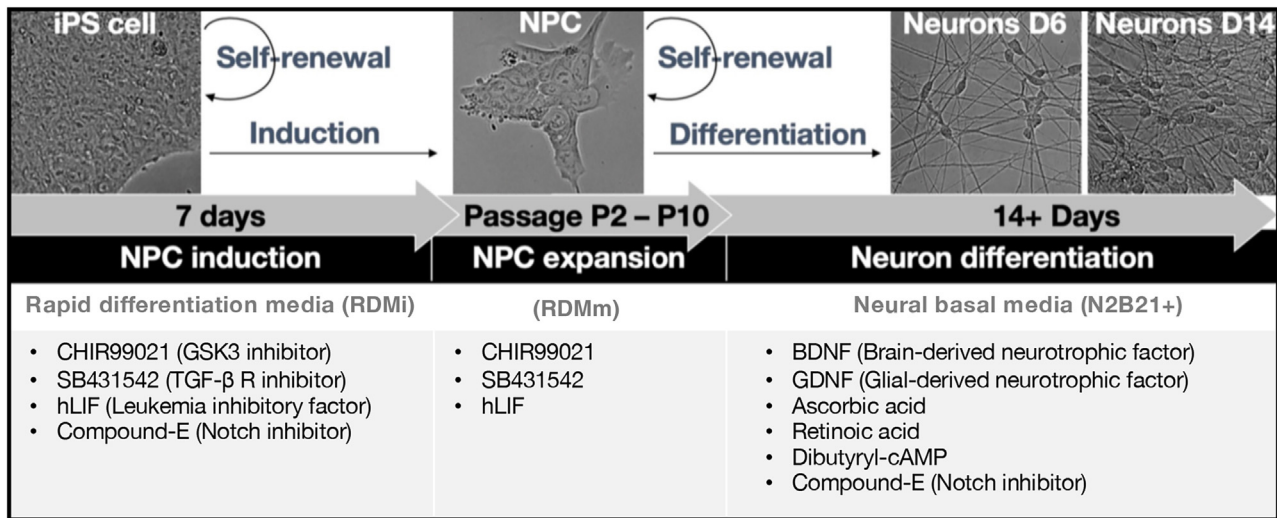 iPS cell
Self-renewal
Induction
NPC
Self-renewal
Differentiation
Neurons D6
Neurons D14
7 days
Passage P2 – P10
14+ Days
NPC induction
NPC expansion
Neuron differentiation
Rapid differentiation media (RDMi)
(RDMm)
Neural basal media (N2B21+)
• CHIR99021 (GSK3 inhibitor)
• SB431542 (TGF-β R inhibitor)
• hLIF (Leukemia inhibitory factor)
• Compound-E (Notch inhibitor)
• CHIR99021
• SB431542
• hLIF
• BDNF (Brain-derived neurotrophic factor)
• GDNF (Glial-derived neurotrophic factor)
• Ascorbic acid
• Retinoic acid
• Dibutyryl-cAMP
• Compound-E (Notch inhibitor)